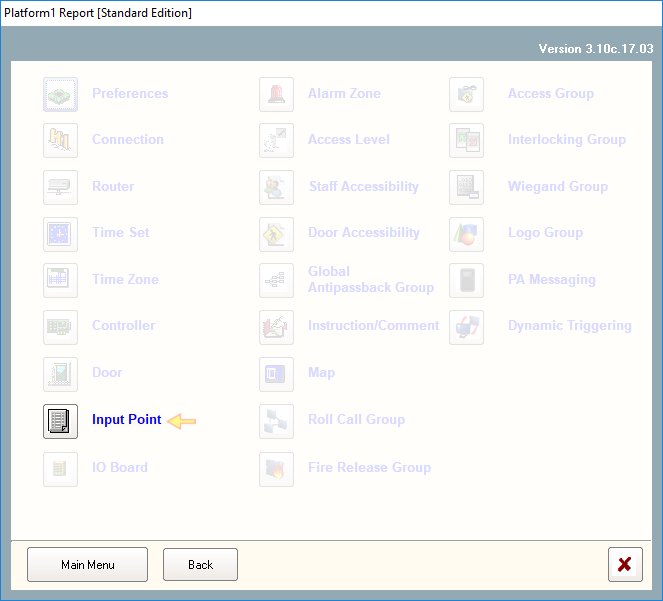 Platform1 Report [Standard Edition]
Version 3.10c.17.03
Preferences
Connection
Router
Time Set
Time Zone
Controller
Door
Input Point
IO Board
Alarm Zone
Access Level
Staff Accessibility
Door Accessibility
Global
Antipassback Group
Instruction/Comment
Map
Roll Call Group
Fire Release Group
Access Group
Interlocking Group
Wiegand Group
Logo Group
PA Messaging
Dynamic Triggering
Main Menu
Back